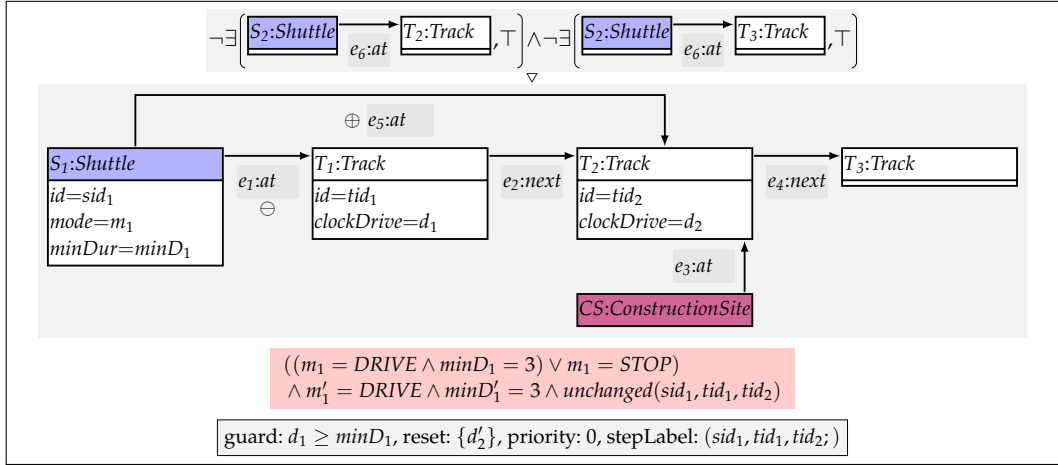 ¬∃ ( S₂:Shuttle e₆:at T₂:Track ,⊤ ) ∧ ¬∃ ( S₂:Shuttle e₆:at T₃:Track ,⊤ )
▽
⊕ e₅:at
S₁:Shuttle e₁:at T₁:Track e₂:next T₂:Track e₄:next T₃:Track
⊖
id=sid₁ id=tid₁ id=tid₂
mode=m₁ clockDrive=d₁ clockDrive=d₂
minDur=minD₁
e₃:at
CS:ConstructionSite
((m₁ = DRIVE ∧ minD₁ = 3) ∨ m₁ = STOP)
∧ m′₁ = DRIVE ∧ minD′₁ = 3 ∧ unchanged(sid₁, tid₁, tid₂)
guard: d₁ ≥ minD₁, reset: {d′₂}, priority: 0, stepLabel: (sid₁, tid₁, tid₂; )